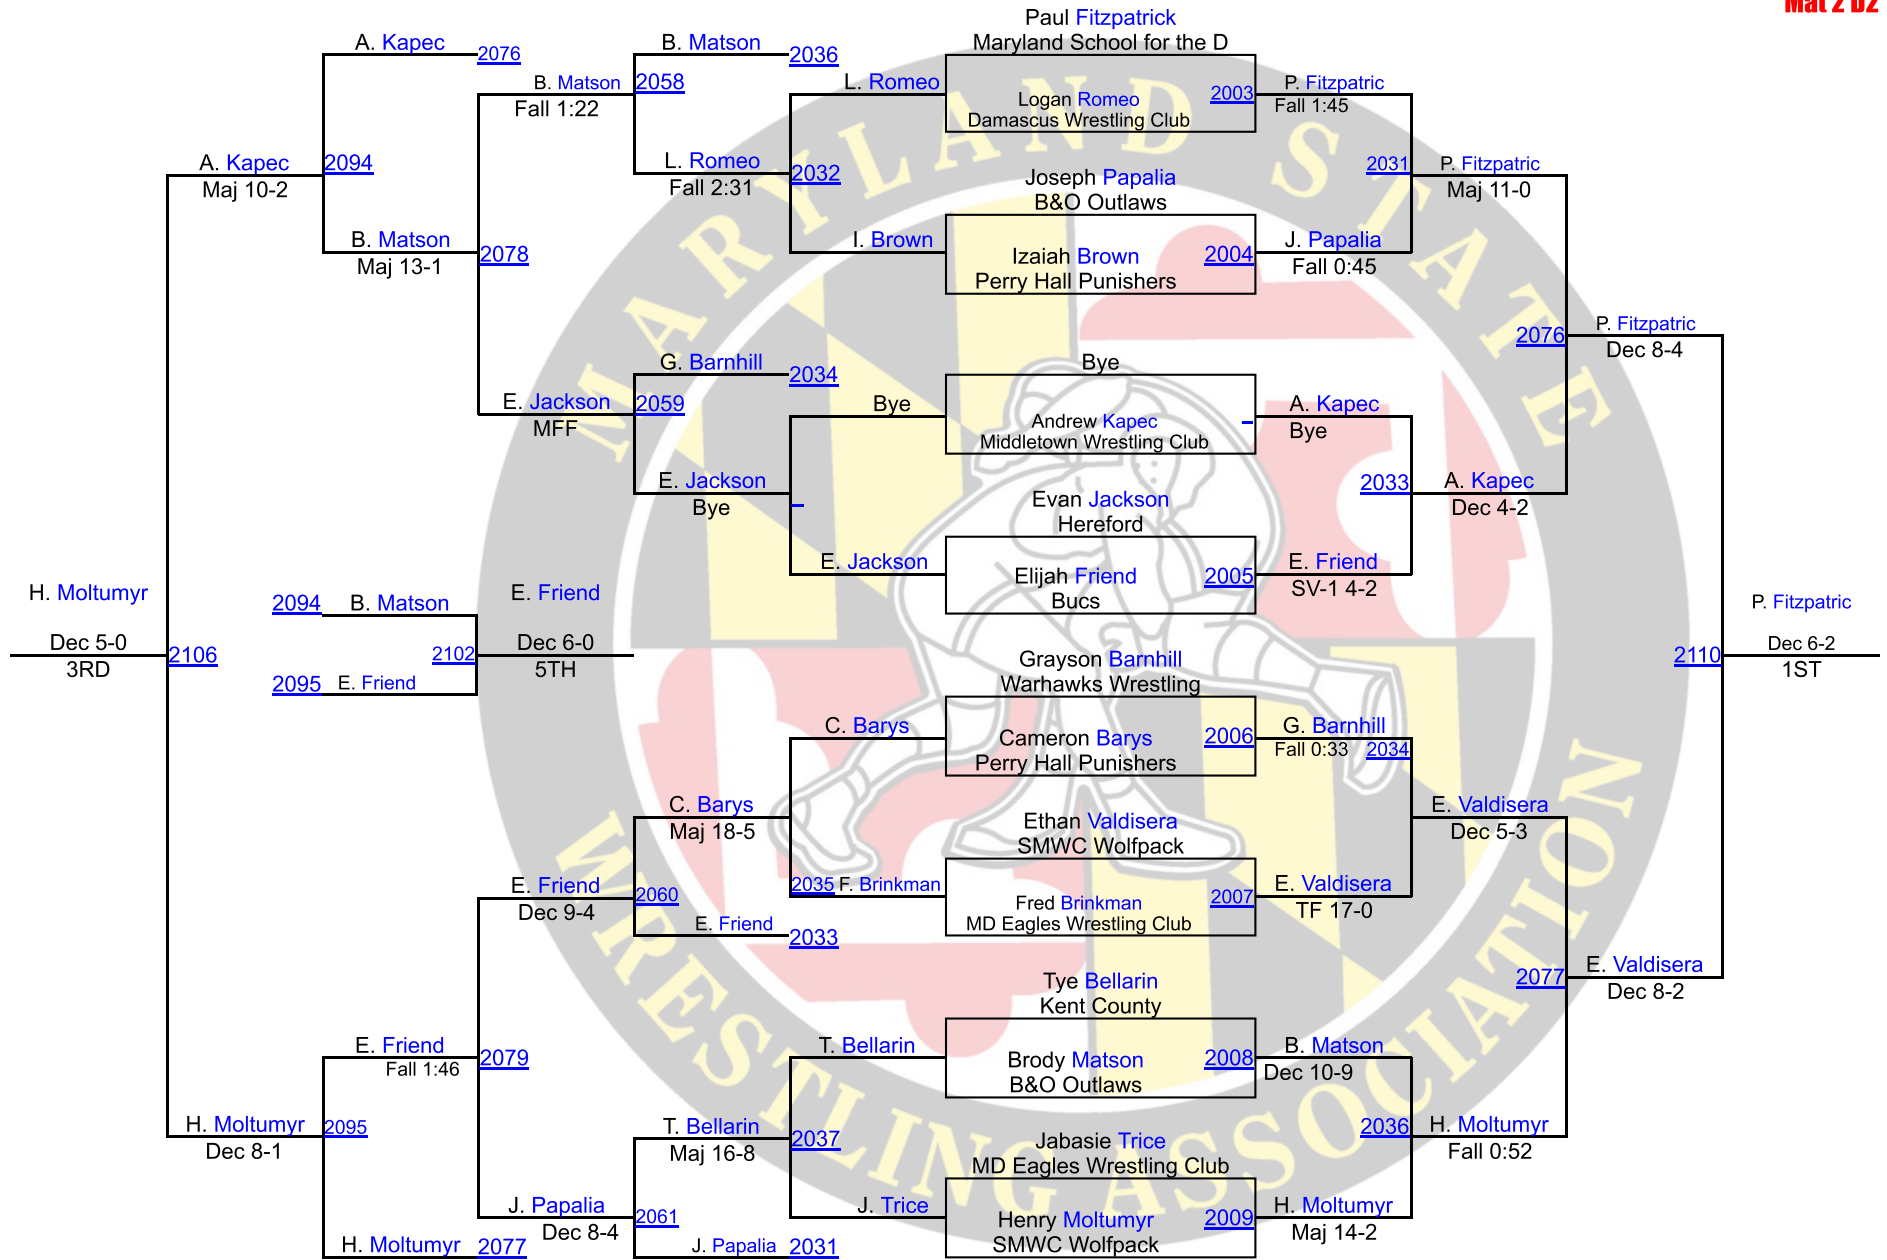 Mat 2 B2
Paul Fitzpatrick
Maryland School for the D
A. Kapec
2076
B. Matson
2036
B. Matson
Fall 1:22
2058
L. Romeo
Logan Romeo
Damascus Wrestling Club
2003
P. Fitzpatric
Fall 1:45
A. Kapec
Maj 10-2
2094
L. Romeo
Fall 2:31
2032
Joseph Papalia
B&O Outlaws
2031
P. Fitzpatric
Maj 11-0
B. Matson
Maj 13-1
2078
I. Brown
Izaiah Brown
Perry Hall Punishers
2004
J. Papalia
Fall 0:45
2076
P. Fitzpatric
Dec 8-4
G. Barnhill
2034
Bye
E. Jackson
MFF
2059
Bye
Andrew Kapec
Middletown Wrestling Club
A. Kapec
Bye
E. Jackson
Bye
Evan Jackson
Hereford
2033
A. Kapec
Dec 4-2
E. Jackson
Elijah Friend
Bucs
2005
E. Friend
SV-1 4-2
H. Moltumyr
Dec 5-0
3RD
2106
2094
B. Matson
2102
2095
E. Friend
E. Friend
Dec 6-0
5TH
P. Fitzpatric
2110
Dec 6-2
1ST
Grayson Barnhill
Warhawks Wrestling
C. Barys
Cameron Barys
Perry Hall Punishers
2006
G. Barnhill
Fall 0:33
2034
C. Barys
Maj 18-5
Ethan Valdisera
SMWC Wolfpack
E. Valdisera
Dec 5-3
E. Friend
Dec 9-4
2060
2035
F. Brinkman
Fred Brinkman
MD Eagles Wrestling Club
2007
E. Valdisera
TF 17-0
E. Friend
2033
Tye Bellarin
Kent County
2077
E. Valdisera
Dec 8-2
E. Friend
Fall 1:46
2079
T. Bellarin
Brody Matson
B&O Outlaws
2008
B. Matson
Dec 10-9
H. Moltumyr
Dec 8-1
2095
T. Bellarin
Maj 16-8
2037
Jabasie Trice
MD Eagles Wrestling Club
2036
H. Moltumyr
Fall 0:52
J. Papalia
Dec 8-4
2061
J. Trice
Henry Moltumyr
SMWC Wolfpack
2009
H. Moltumyr
Maj 14-2
H. Moltumyr
2077
J. Papalia
2031
MARYLAND STATE
WRESTLING ASSOCIATION